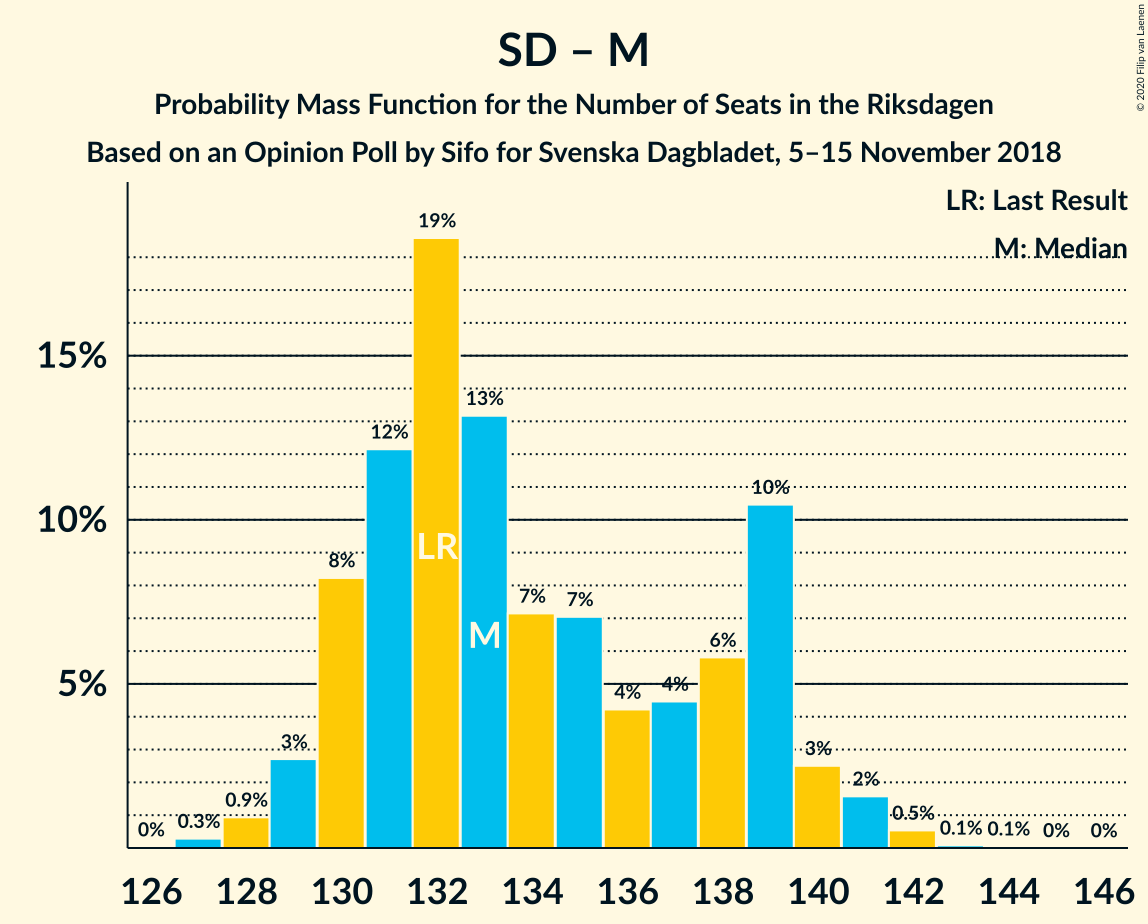 SD – M
Probability Mass Function for the Number of Seats in the Riksdagen
Based on an Opinion Poll by Sifo for Svenska Dagbladet, 5–15 November 2018
© 2020 Filip van Laenen
LR: Last Result
M: Median
15%
10%
5%
0%
0.3%
0.9%
3%
8%
12%
19%
13%
7%
7%
4%
4%
6%
10%
3%
2%
0.5%
0.1%
0.1%
0%
0%
LR
M
126 128 130 132 134 136 138 140 142 144 146